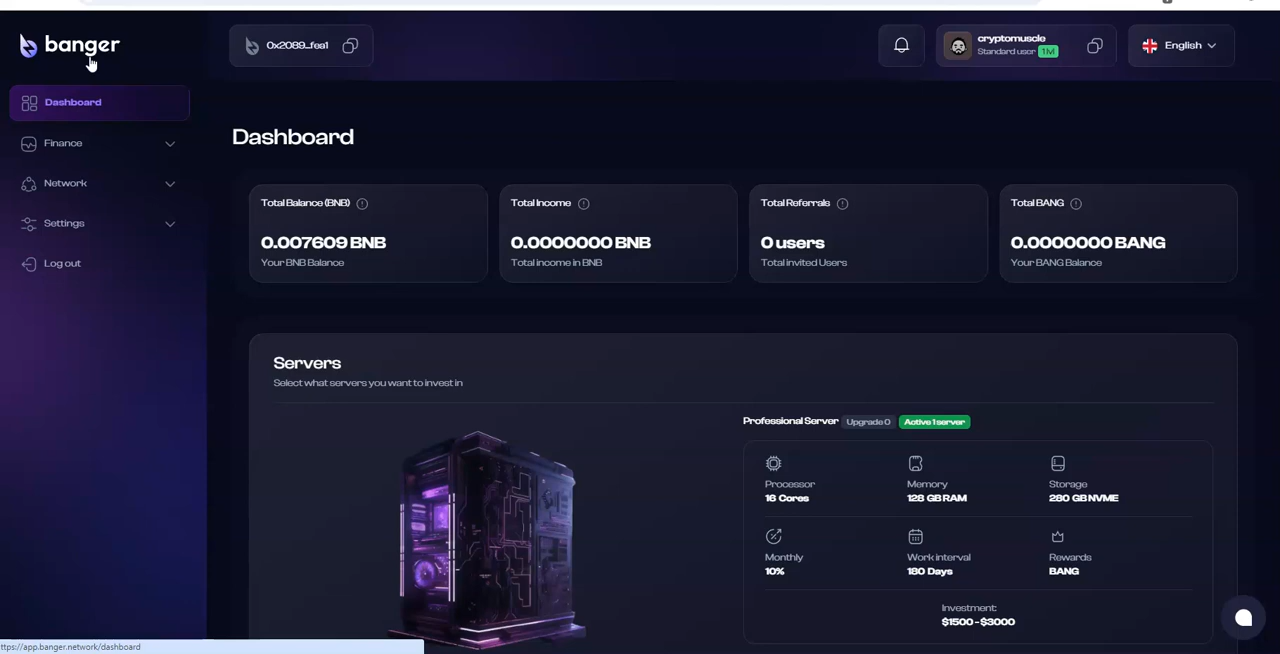 banger
0x2089_fea1
cryptomuscle
Standard user 1M
English
Dashboard
Finance
Network
Settings
Log out
Dashboard
Total Balance (BNB)
0.007609 BNB
Your BNB Balance
Total Income
0.0000000 BNB
Total income in BNB
Total Referrals
0 users
Total invited Users
Total BANG
0.0000000 BANG
Your BANG Balance
Servers
Select what servers you want to invest in
Professional Server Upgrade 0 Active 1 server
Processor
16 Cores
Memory
128 GB RAM
Storage
280 GB NVME
Monthly
10%
Work interval
180 Days
Rewards
BANG
Investment:
$1500 - $3000
ttps://app.banger.network/dashboard